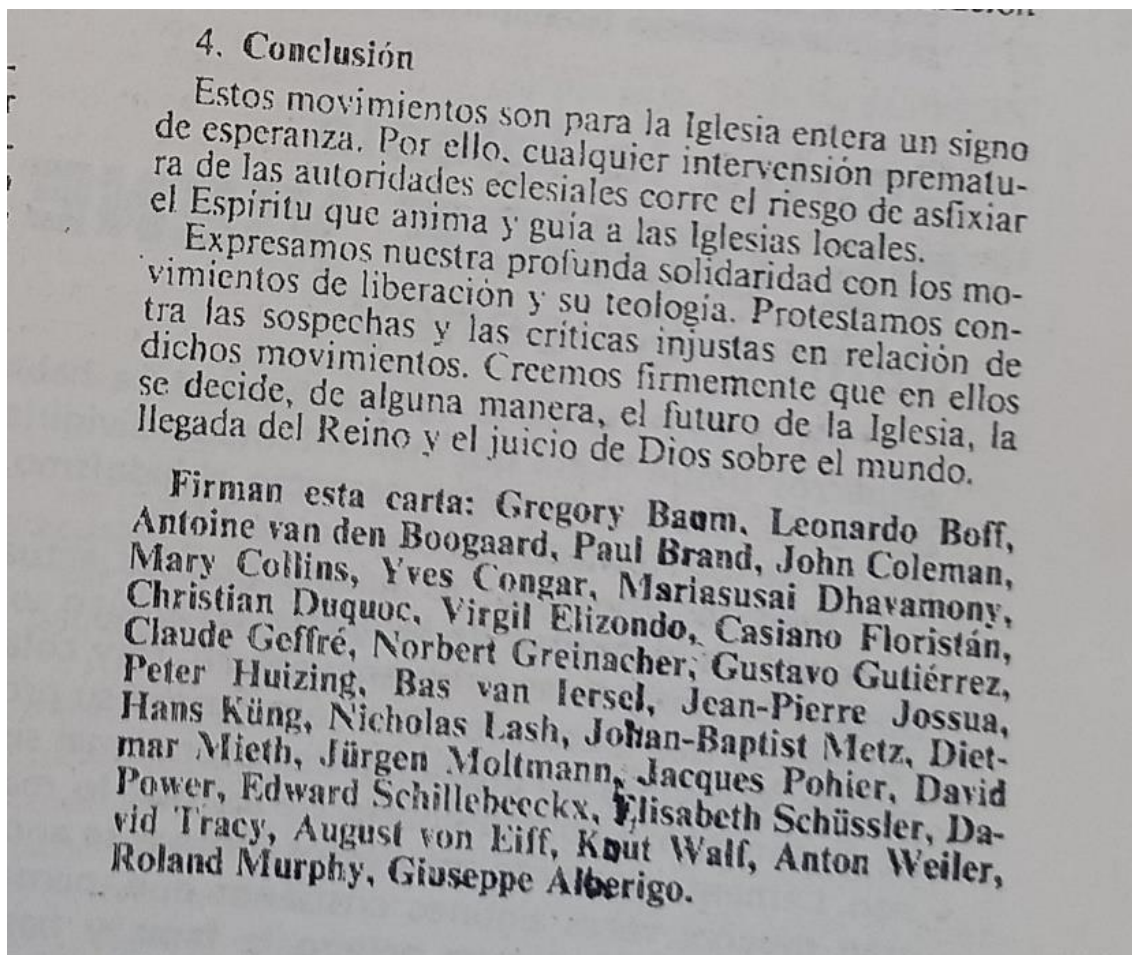 4. Conclusión
Estos movimientos son para la Iglesia entera un signo
de esperanza. Por ello, cualquier intervensión prematu-
ra de las autoridades eclesiales corre el riesgo de asfixiar
el Espíritu que anima y guía a las Iglesias locales.
Expresamos nuestra profunda solidaridad con los mo-
vimientos de liberación y su teología. Protestamos con-
tra las sospechas y las críticas injustas en relación de
dichos movimientos. Creemos firmemente que en ellos
se decide, de alguna manera, el futuro de la Iglesia, la
llegada del Reino y el juicio de Dios sobre el mundo.
Firman esta carta: Gregory Baum, Leonardo Boff,
Antoine van den Boogaard, Paul Brand, John Coleman,
Mary Collins, Yves Congar, Mariasusai Dhavamony,
Christian Duquoc, Virgil Elizondo, Casiano Floristán,
Claude Geffré, Norbert Greinacher, Gustavo Gutiérrez,
Peter Huizing, Bas van Iersel, Jean-Pierre Jossua,
Hans Küng, Nicholas Lash, Johan-Baptist Metz, Diet-
mar Mieth, Jürgen Moltmann, Jacques Pohier, David
Power, Edward Schillebeeckx, Elisabeth Schüssler, Da-
vid Tracy, August von Eiff, Knut Walf, Anton Weiler,
Roland Murphy, Giuseppe Alberigo.